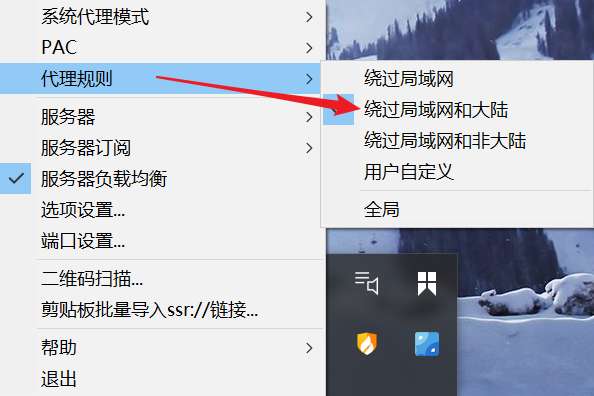 系统代理模式
PAC
代理规则
绕过局域网
绕过局域网和大陆
绕过局域网和非大陆
用户自定义
全局
服务器
服务器订阅
服务器负载均衡
选项设置...
端口设置...
二维码扫描...
剪贴板批量导入ssr://链接...
帮助
退出